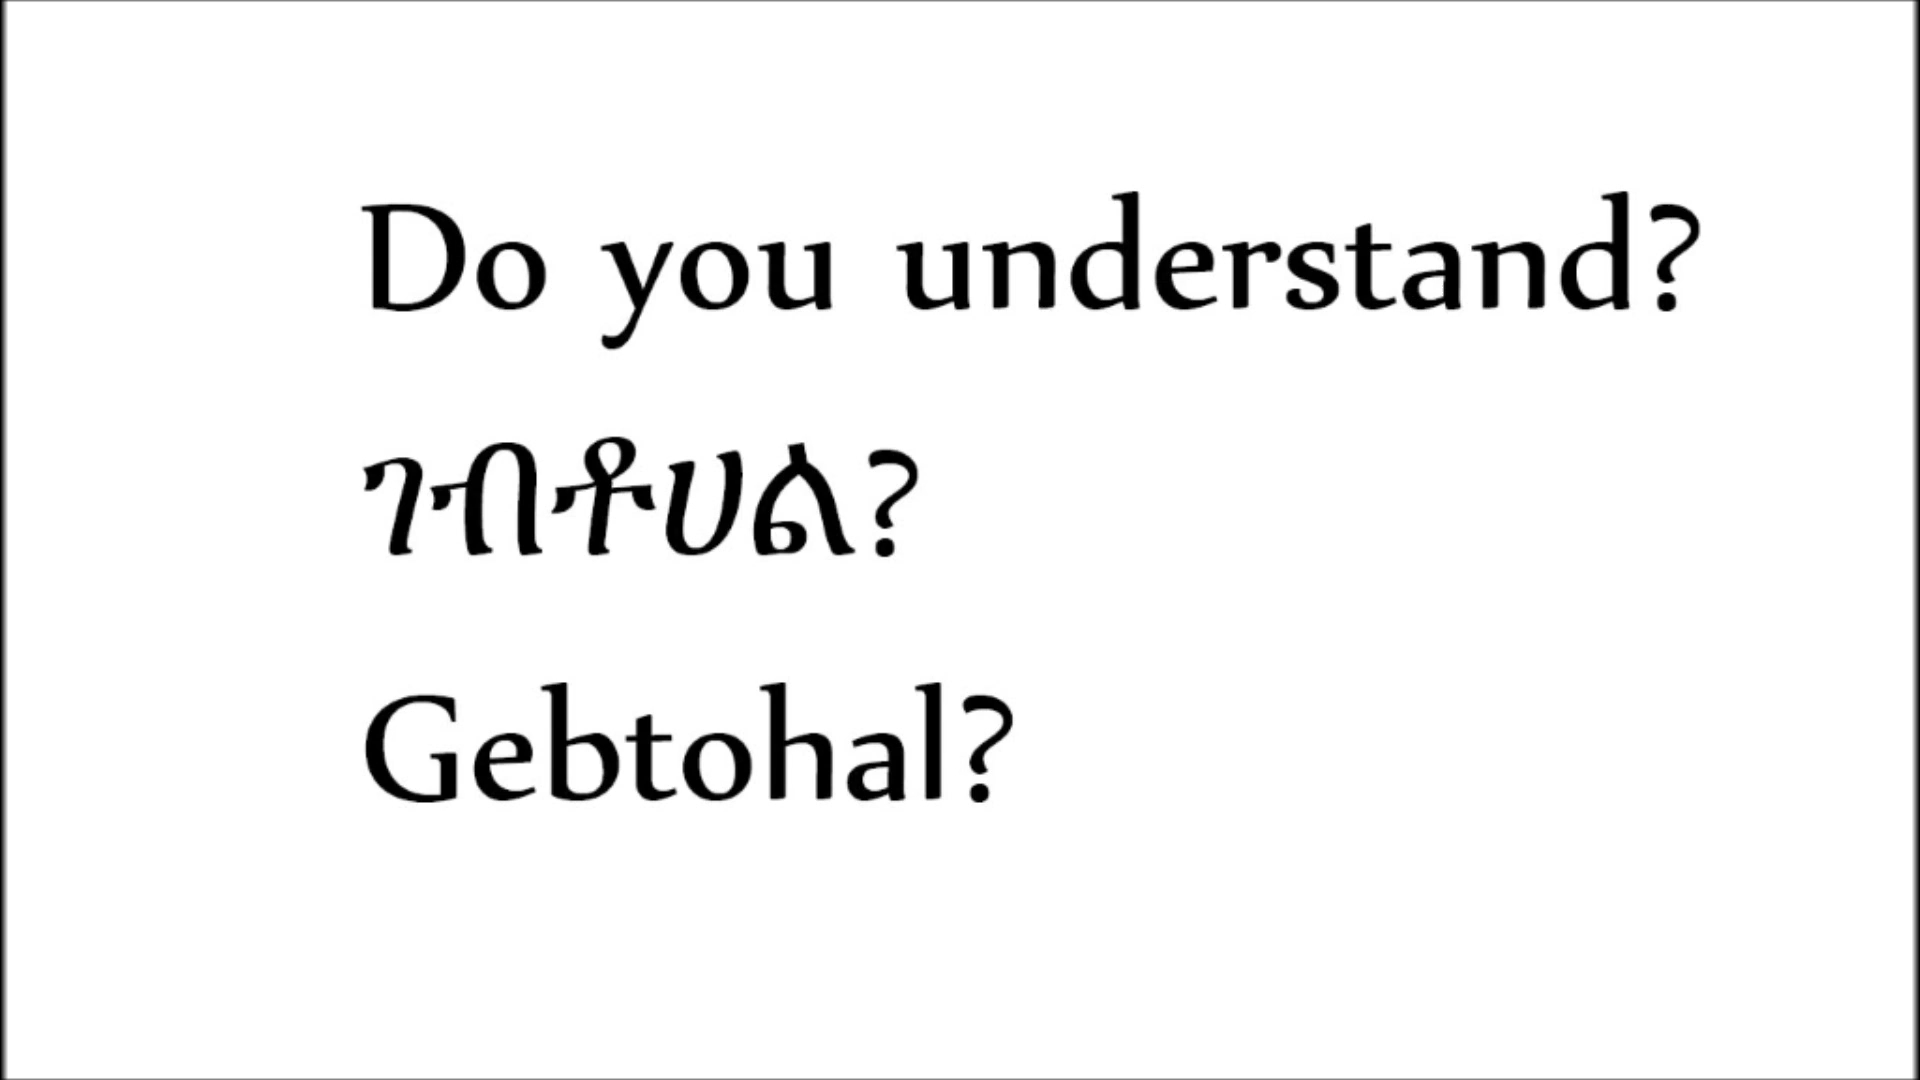 Do you understand?
ገብቶሀል?
Gebtohal?